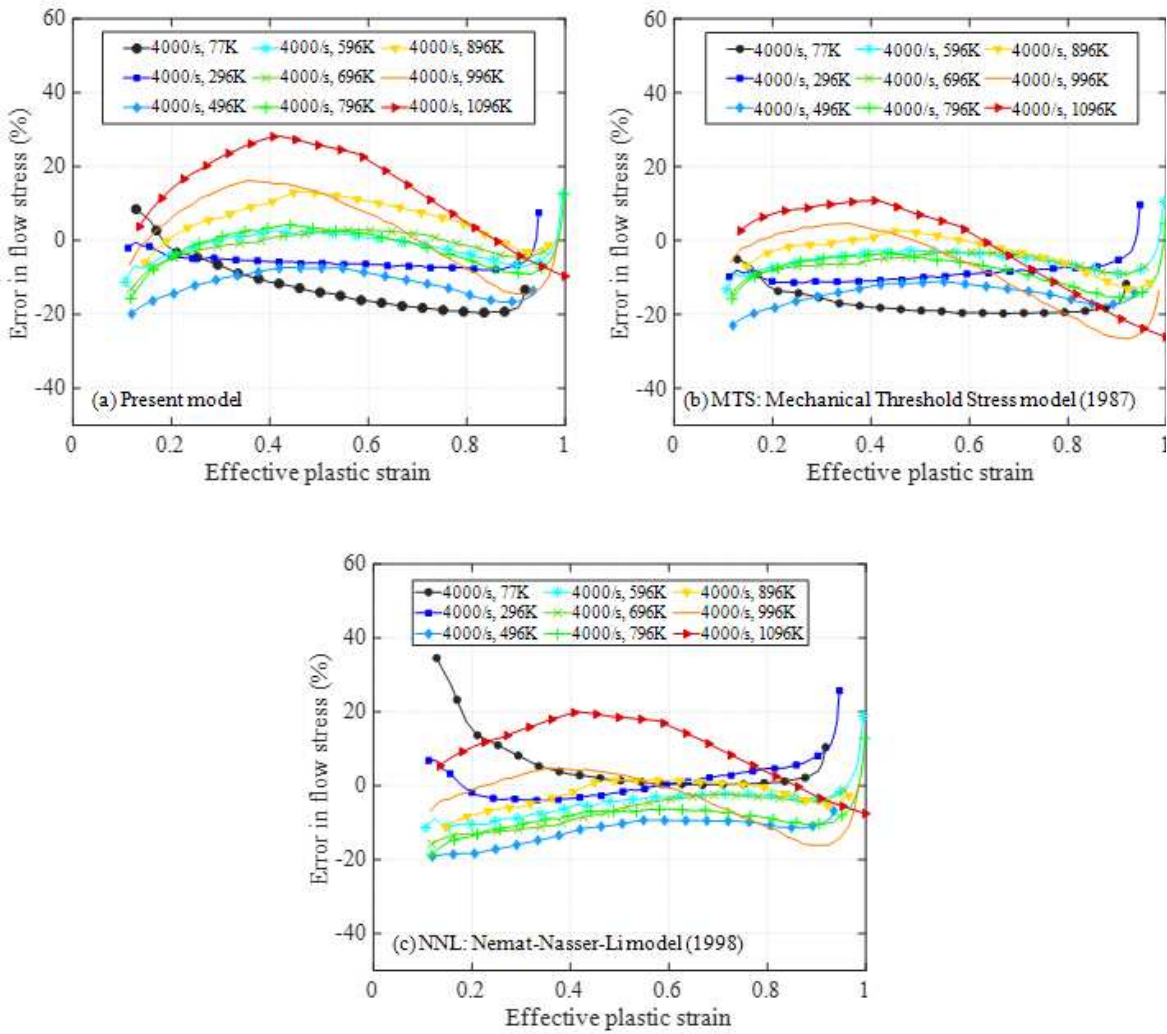 60
40
20
0
-20
-40
Error in flow stress (%)
4000/s, 77K 4000/s, 596K 4000/s, 896K
4000/s, 296K 4000/s, 696K 4000/s, 996K
4000/s, 496K 4000/s, 796K 4000/s, 1096K
(a) Present model
0 0.2 0.4 0.6 0.8 1
Effective plastic strain
60
40
20
0
-20
-40
Error in flow stress (%)
4000/s, 77K 4000/s, 596K 4000/s, 896K
4000/s, 296K 4000/s, 696K 4000/s, 996K
4000/s, 496K 4000/s, 796K 4000/s, 1096K
(b) MTS: Mechanical Threshold Stress model (1987)
0 0.2 0.4 0.6 0.8 1
Effective plastic strain
60
40
20
0
-20
-40
Error in flow stress (%)
4000/s, 77K 4000/s, 596K 4000/s, 896K
4000/s, 296K 4000/s, 696K 4000/s, 996K
4000/s, 496K 4000/s, 796K 4000/s, 1096K
(c) NNL: Nemat-Nasser-Li model (1998)
0 0.2 0.4 0.6 0.8 1
Effective plastic strain